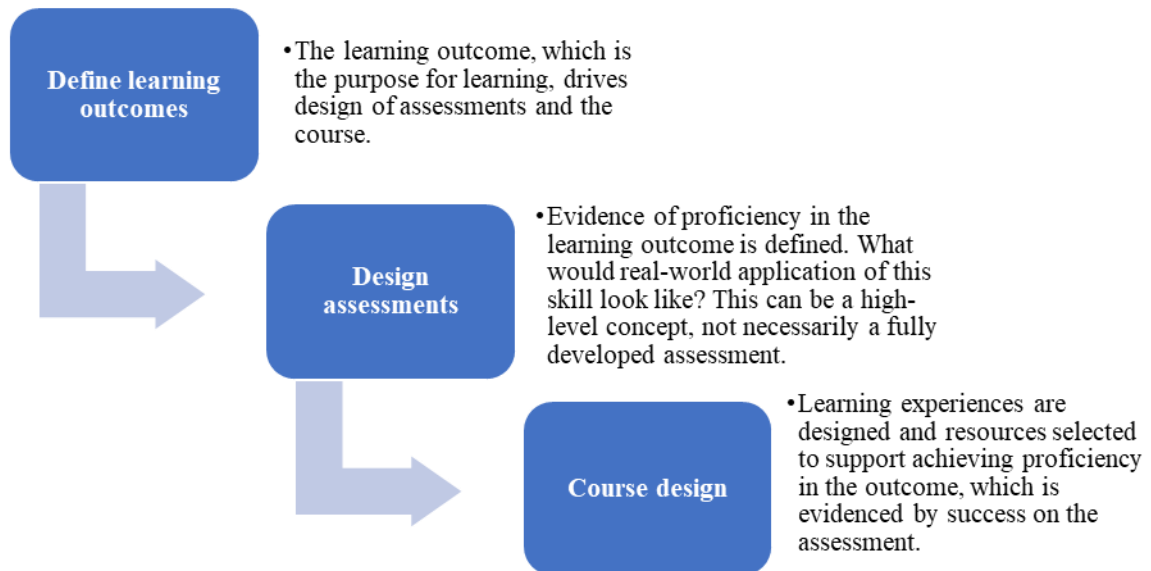 Define learning
outcomes
•The learning outcome, which is
the purpose for learning, drives
design of assessments and the
course.
Design
assessments
•Evidence of proficiency in the
learning outcome is defined. What
would real-world application of this
skill look like? This can be a high-
level concept, not necessarily a fully
developed assessment.
Course design
•Learning experiences are
designed and resources selected
to support achieving proficiency
in the outcome, which is
evidenced by success on the
assessment.